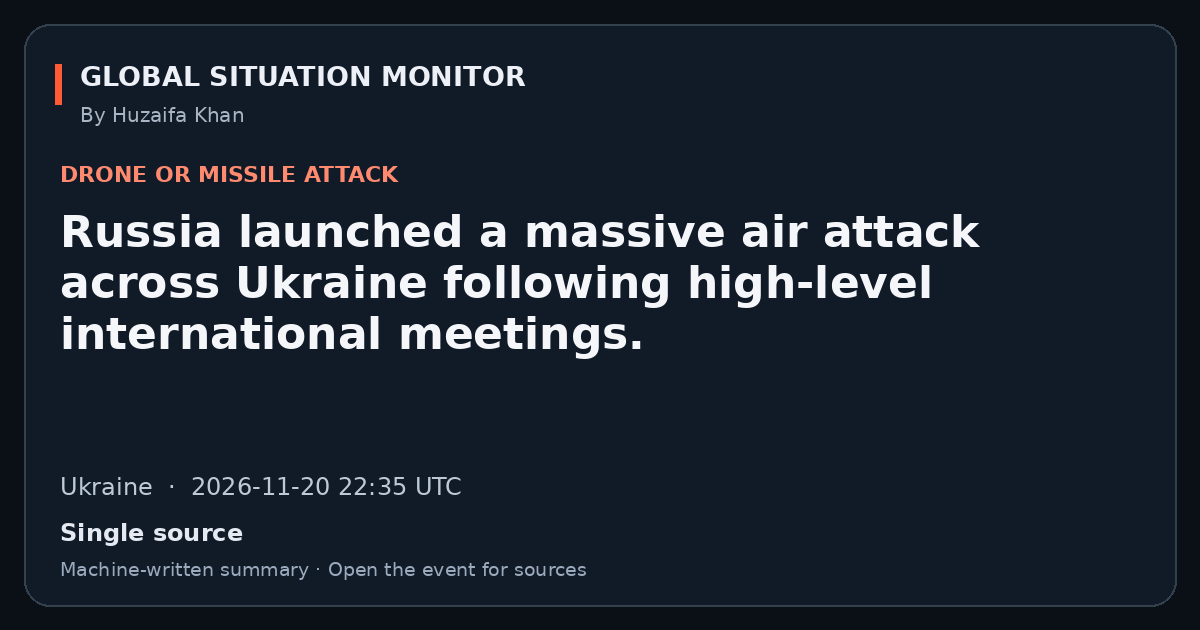 GLOBAL SITUATION MONITOR
By Huzaifa Khan
DRONE OR MISSILE ATTACK
Russia launched a massive air attack
across Ukraine following high-level
international meetings.
Ukraine · 2026-11-20 22:35 UTC
Single source
Machine-written summary · Open the event for sources